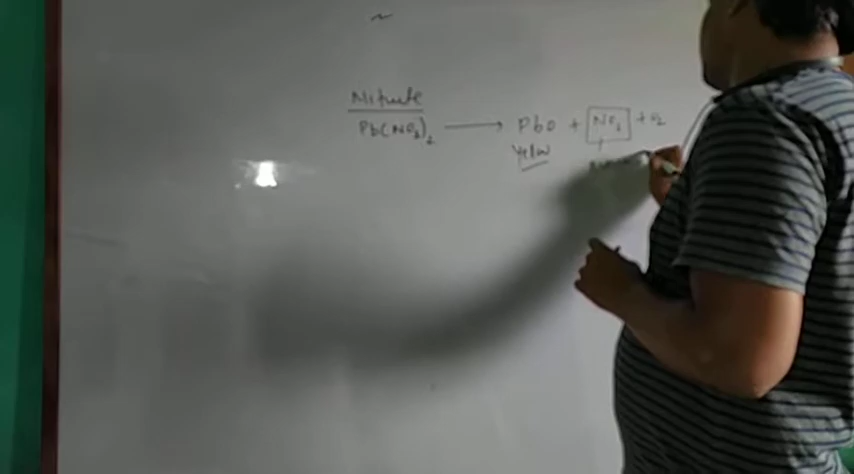 Nitrate
Pb(NO3)2 → PbO + NO2 + O2
Yellow